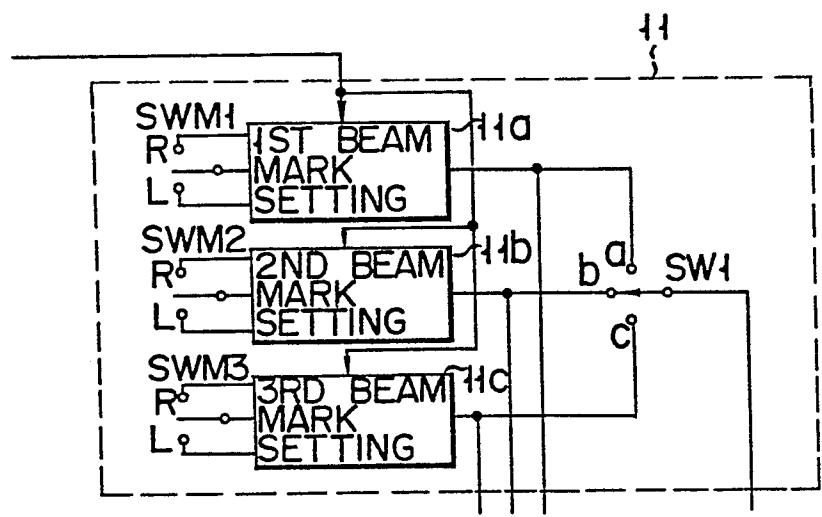 11
SWM1
R
L
1ST BEAM
MARK
SETTING
11a
SWM2
R
L
2ND BEAM
MARK
SETTING
11b
a
b
c
SW1
SWM3
R
L
3RD BEAM
MARK
SETTING
11c